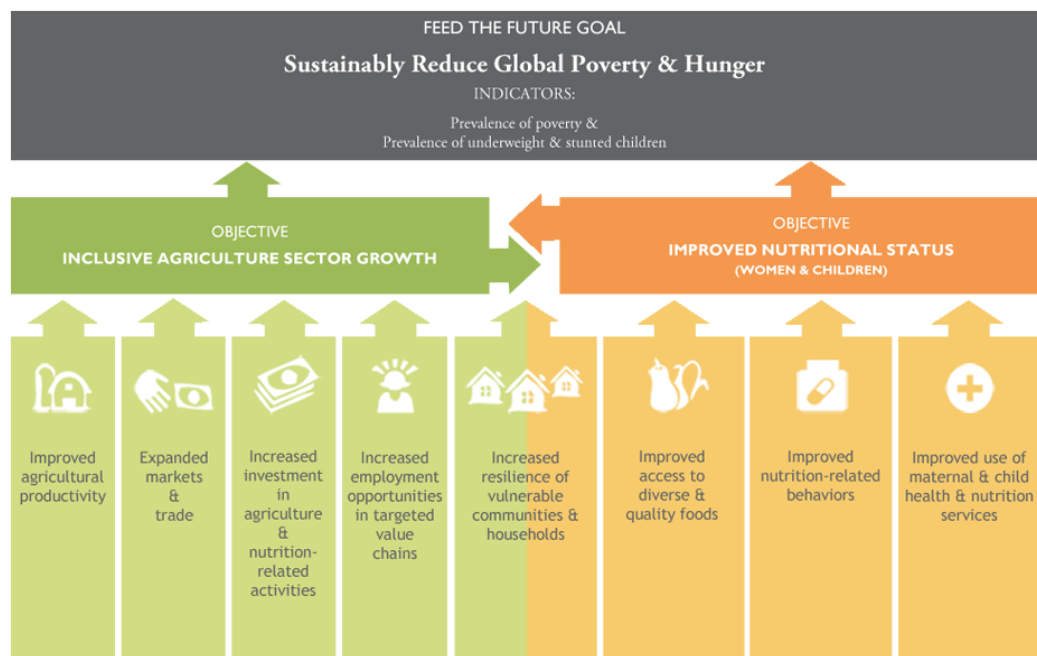 FEED THE FUTURE GOAL
Sustainably Reduce Global Poverty & Hunger
INDICATORS:
Prevalence of poverty &
Prevalence of underweight & stunted children
OBJECTIVE
INCLUSIVE AGRICULTURE SECTOR GROWTH
OBJECTIVE
IMPROVED NUTRITIONAL STATUS
(WOMEN & CHILDREN)
Improved
agricultural
productivity
Expanded
markets
&
trade
Increased
investment
in
agriculture
&
nutrition-
related
activities
Increased
employment
opportunities
in targeted
value
chains
Increased
resilience of
vulnerable
communities &
households
Improved
access to
diverse &
quality foods
Improved
nutrition-related
behaviors
Improved use of
maternal & child
health & nutrition
services